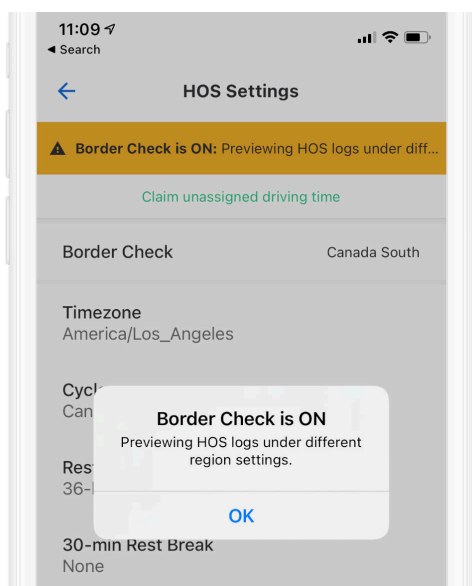 11:09
◀ Search
HOS Settings
Border Check is ON: Previewing HOS logs under diff...
Claim unassigned driving time
Border Check
Canada South
Timezone
America/Los_Angeles
Border Check is ON
Previewing HOS logs under different
region settings.
OK
30-min Rest Break
None